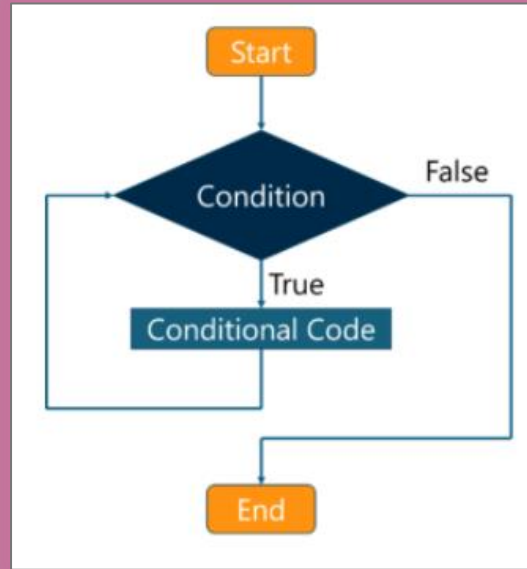 Start
Condition
False
True
Conditional Code
End